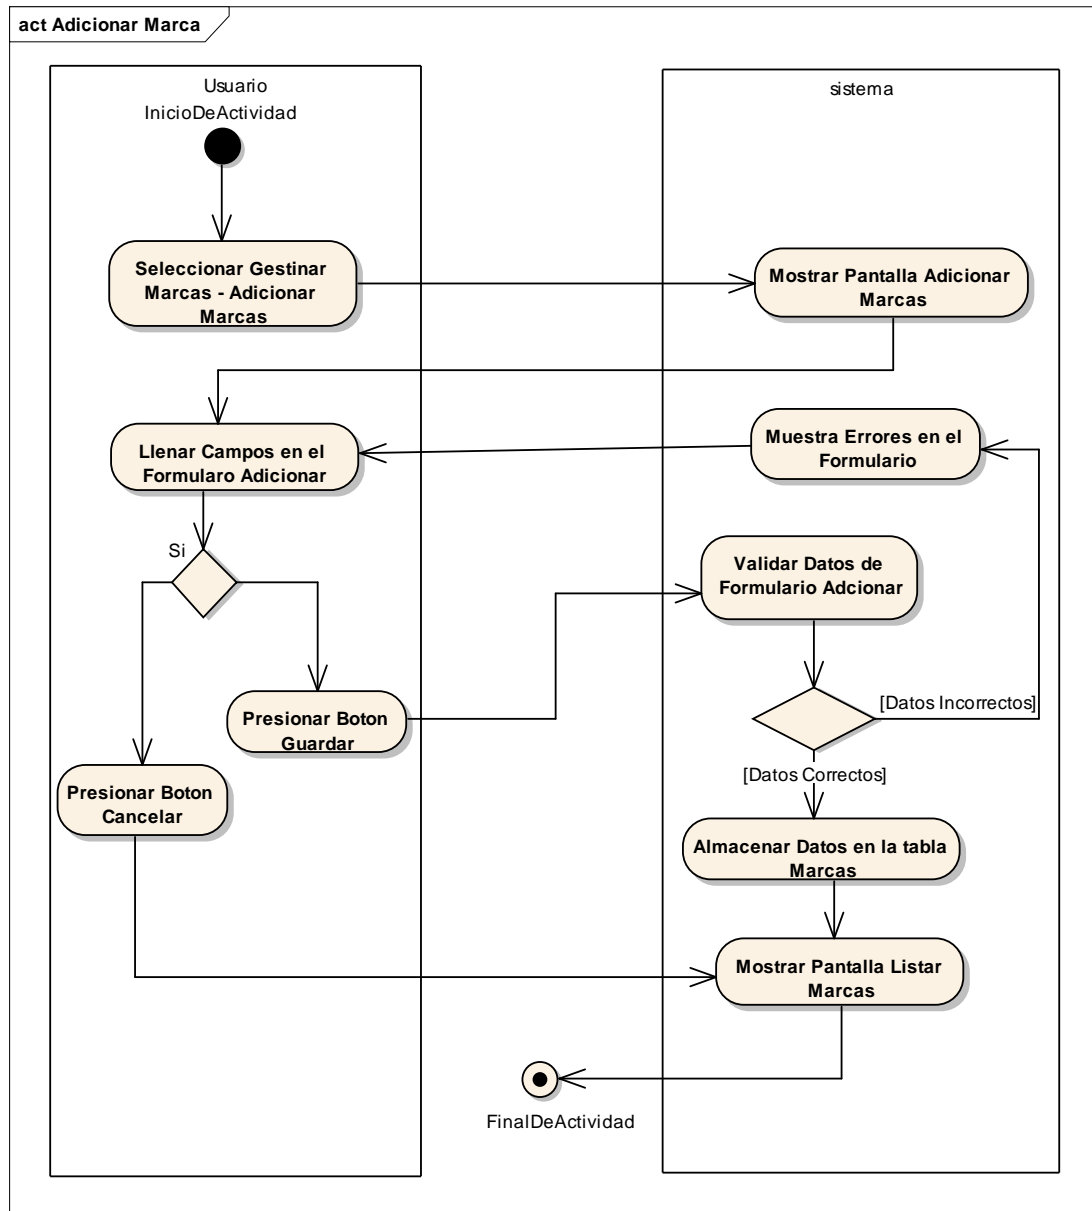 act Adicionar Marca
Usuario
InicioDeActividad
sistema
Seleccionar Gestinar
Marcas - Adicionar
Marcas
Mostrar Pantalla Adicionar
Marcas
Llenar Campos en el
Formularo Adicionar
Muestra Errores en el
Formulario
Si
Validar Datos de
Formulario Adcionar
Presionar Boton
Guardar
[Datos Incorrectos]
[Datos Correctos]
Presionar Boton
Cancelar
Almacenar Datos en la tabla
Marcas
Mostrar Pantalla Listar
Marcas
FinalDeActividad